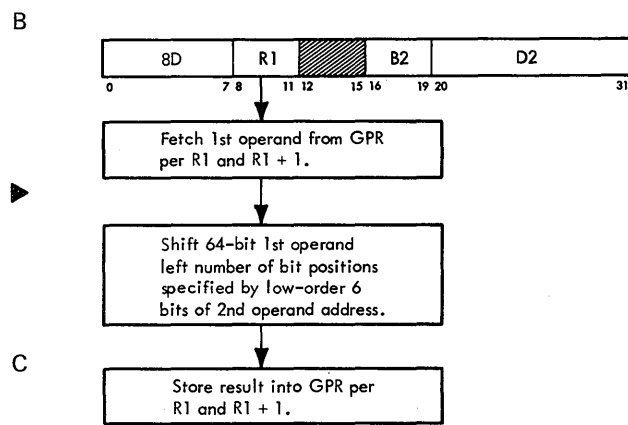 B
8D R1 B2 D2
0 7 8 11 12 15 16 19 20 31
Fetch 1st operand from GPR
per R1 and R1 + 1.
Shift 64-bit 1st operand
left number of bit positions
specified by low-order 6
bits of 2nd operand address.
C
Store result into GPR per
R1 and R1 + 1.